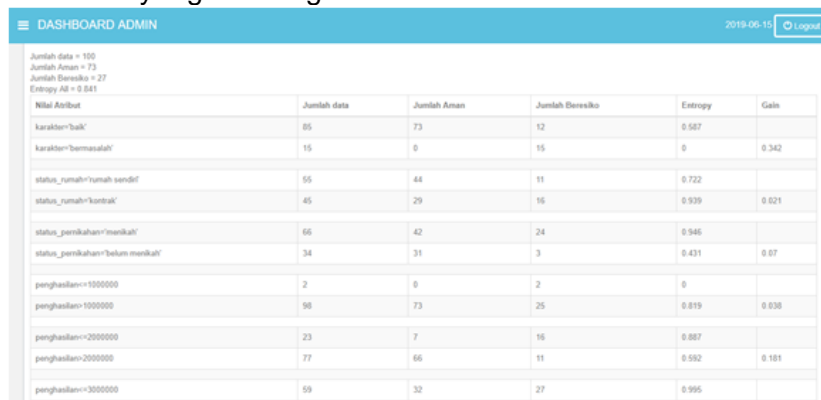 DASHBOARD ADMIN 2019-06-15 Logout
Jumlah data = 100
Jumlah Aman = 73
Jumlah Beresiko = 27
Entropy All = 0.841
Nilai Atribut Jumlah data Jumlah Aman Jumlah Beresiko Entropy Gain
karakter='baik' 85 73 12 0.587
karakter='bermasalah' 15 0 15 0 0.342
status_rumah='rumah sendiri' 55 44 11 0.722
status_rumah='kontrak' 45 29 16 0.939 0.021
status_pernikahan='menikah' 66 42 24 0.946
status_pernikahan='belum menikah' 34 31 3 0.431 0.07
penghasilan<=1000000 2 0 2 0
penghasilan>1000000 98 73 25 0.819 0.038
penghasilan<=2000000 23 7 16 0.887
penghasilan>2000000 77 66 11 0.592 0.181
penghasilan<=3000000 59 32 27 0.995